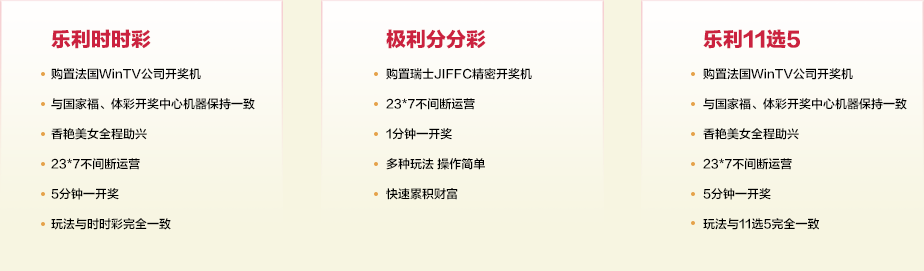 乐利时时彩
购置法国WinTV公司开奖机
与国家福、体彩开奖中心机器保持一致
香艳美女全程助兴
23*7不间断运营
5分钟一开奖
玩法与时时彩完全一致
极利分分彩
购置瑞士JIFFC精密开奖机
23*7不间断运营
1分钟一开奖
多种玩法 操作简单
快速累积财富
乐利11选5
购置法国WinTV公司开奖机
与国家福、体彩开奖中心机器保持一致
香艳美女全程助兴
23*7不间断运营
5分钟一开奖
玩法与11选5完全一致